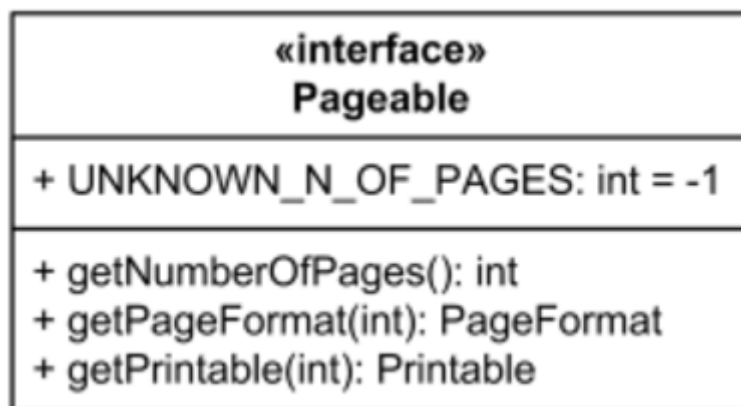 «interface»
Pageable
+ UNKNOWN_N_OF_PAGES: int = -1
+ getNumberOfPages(): int
+ getPageFormat(int): PageFormat
+ getPrintable(int): Printable